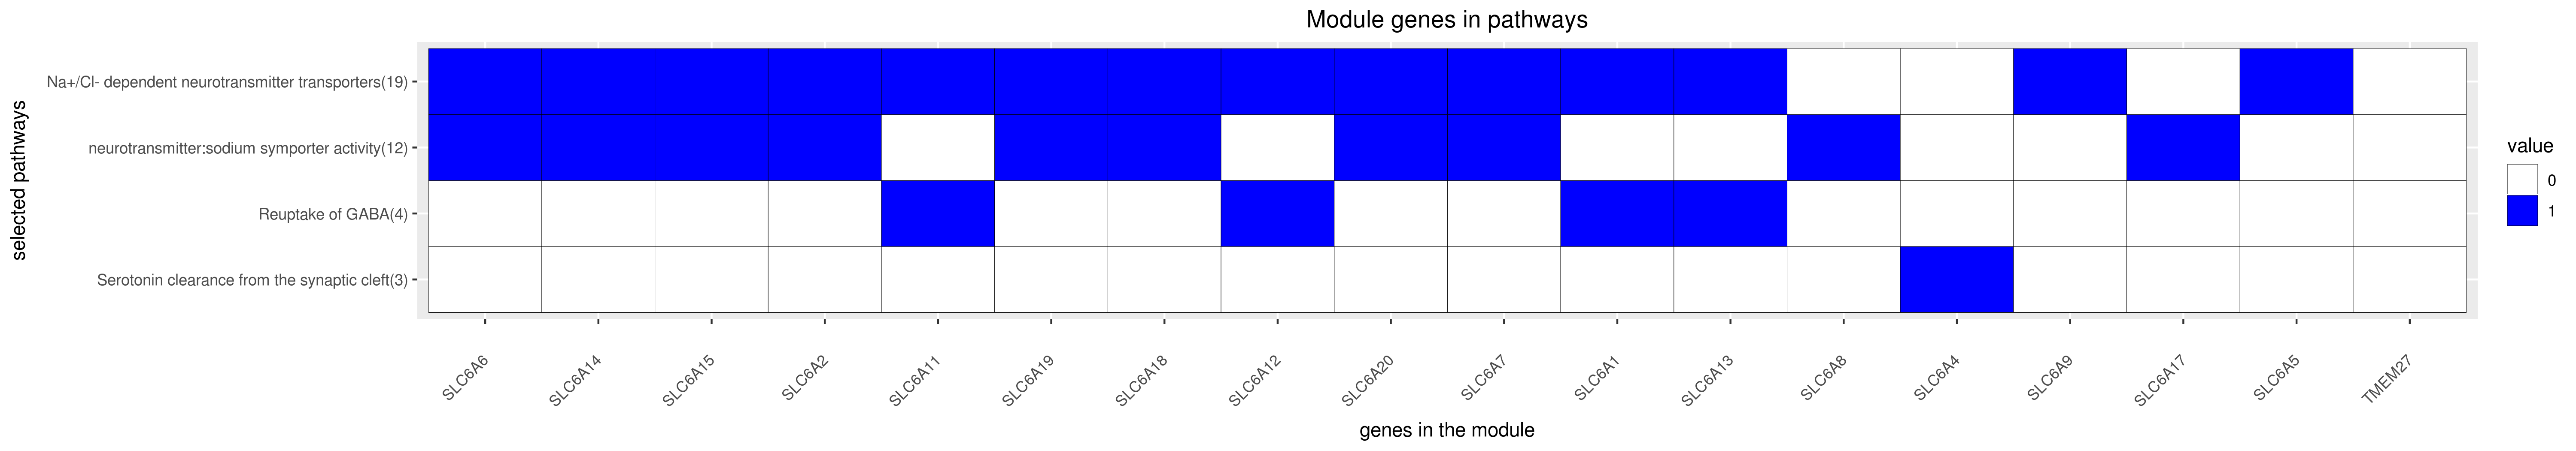 Module genes in pathways
selected pathways
Na+/Cl- dependent neurotransmitter transporters(19)
neurotransmitter:sodium symporter activity(12)
Reuptake of GABA(4)
Serotonin clearance from the synaptic cleft(3)
value
0
1
SLC6A6
SLC6A14
SLC6A15
SLC6A2
SLC6A11
SLC6A19
SLC6A18
SLC6A12
SLC6A20
SLC6A7
SLC6A1
SLC6A13
SLC6A8
SLC6A4
SLC6A9
SLC6A17
SLC6A5
TMEM27
genes in the module